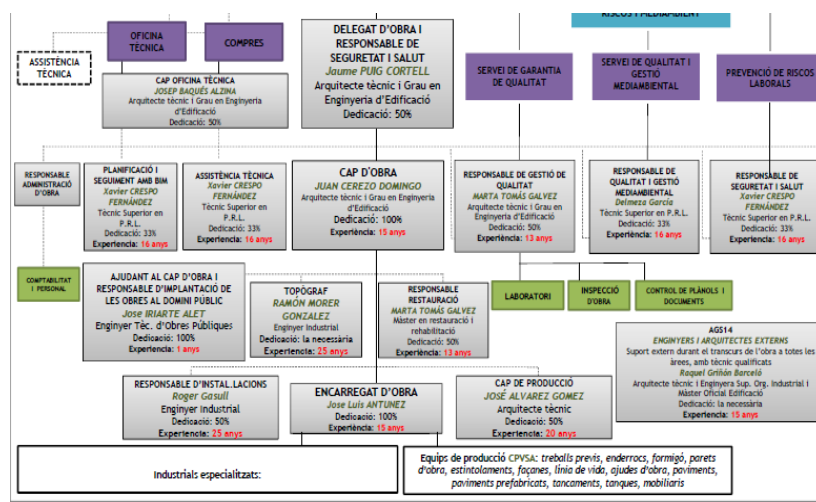 RISCOS I MEDIAMBIENT
OFICINA
TÈCNICA
COMPRES
ASSISTÈNCIA
TÈCNICA
DELEGAT D'OBRA I
RESPONSABLE DE
SEGURETAT I SALUT
Jaume PUIG CORTELL
Arquitecte tècnic i Grau en
Enginyeria d'Edificació
Dedicació: 50%
SERVEI DE GARANTIA
DE QUALITAT
SERVEI DE QUALITAT I
GESTIÓ
MEDIAMBIENTAL
PREVENCIÓ DE RISCOS
LABORALS
CAP OFICINA TÈCNICA
JOSEP BAQUÉS ALZINA
Arquitecte tècnic i Grau en Enginyeria
d'Edificació
Dedicació: 50%
RESPONSABLE
ADMINISTRACIÓ
D'OBRA
PLANIFICACIÓ I
SEGUIMENT AMB BIM
Xavier CRESPO
FERNÁNDEZ
Tècnic Superior en
P.R.L.
Dedicació: 33%
Experiencia: 16 anys
ASSISTÈNCIA TÈCNICA
Xavier CRESPO
FERNÁNDEZ
Tècnic Superior en
P.R.L.
Dedicació: 33%
Experiencia: 16 anys
CAP D'OBRA
JUAN CEREZO DOMINGO
Arquitecte tècnic i Grau en Enginyeria
d'Edificació
Dedicació: 100%
Experiència: 15 anys
RESPONSABLE DE GESTIÓ DE
QUALITAT
MARTA TOMÁS GALVEZ
Arquitecte tècnic i Grau en
Enginyeria d'Edificació
Dedicació: 50%
Experiència: 13 anys
RESPONSABLE DE
QUALITAT I GESTIÓ
MEDIAMBIENTAL
Delmeza García
Tècnic Superior en P.R.L.
Dedicació: 33%
Experiencia: 16 anys
RESPONSABLE DE
SEGURETAT I SALUT
Xavier CRESPO
FERNÁNDEZ
Tècnic Superior en P.R.L.
Dedicació: 33%
Experiencia: 16 anys
COMPTABILITAT
I PERSONAL
AJUDANT AL CAP D'OBRA I
RESPONSABLE D'IMPLANTACIÓ DE
LES OBRES AL DOMINI PÚBLIC
Jose IRIARTE ALET
Enginyer Tèc. d'Obres Públiques
Dedicació: 100%
Experiencia: 1 anys
TOPÒGRAF
RAMÓN MORER
GONZALEZ
Enginyer Industrial
Dedicació: la necessària
Experiencia: 25 anys
RESPONSABLE
RESTAURACIÓ
MARTA TOMÁS GALVEZ
Màster en restauració i
rehabilitació
Dedicació: 50%
Experiència: 13 anys
LABORATORI
INSPECCIÓ
D'OBRA
CONTROL DE PLÀNOLS I
DOCUMENTS
AGS14
ENGINYERS I ARQUITECTES EXTERNS
Suport extern durant el transcurs de l'obra a totes les
àrees, amb tècnic qualificats
Raquel Griñón Barceló
Arquitecte tècnic i Enginyera Sup. Org. Industrial i
Màster Oficial Edificació
Dedicació: la necessària
Experiencia: 15 anys
RESPONSABLE D'INSTAL.LACIONS
Roger Gasull
Enginyer Industrial
Dedicació: 50%
Experiencia: 25 anys
ENCARREGAT D'OBRA
Jose Luis ANTUNEZ
Dedicació: 100%
Experiencia: 15 anys
CAP DE PRODUCCIÓ
JOSÉ ALVAREZ GOMEZ
Arquitecte tècnic
Dedicació: 50%
Experiencia: 20 anys
Industrials especialitzats:
Equips de producció CPVSA: treballs previs, enderrocs, formigó, parets
d'obra, estintolaments, façanes, línia de vida, ajudes d'obra, paviments,
paviments prefabricats, tancaments, tanques, mobiliaris